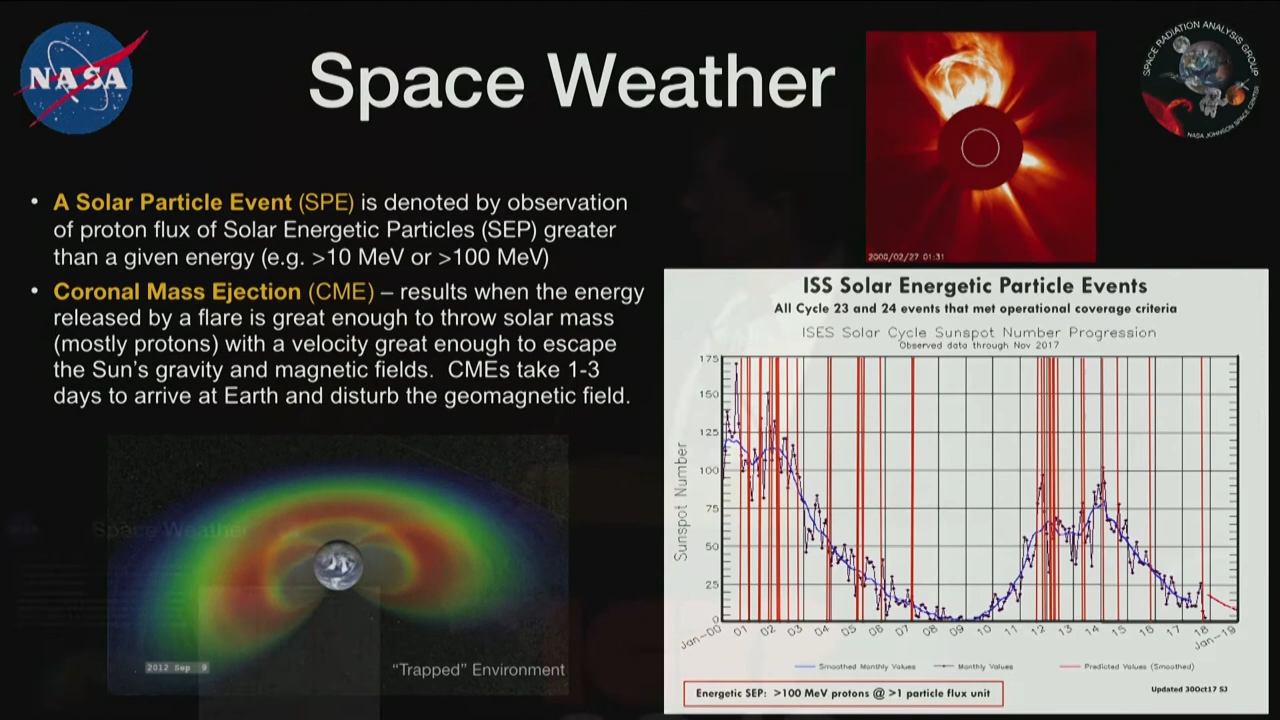 NASA
Space Weather
SPACE RADIATION ANALYSIS GROUP
NASA JOHNSON SPACE CENTER
2000/02/27 01:31
• A Solar Particle Event (SPE) is denoted by observation
of proton flux of Solar Energetic Particles (SEP) greater
than a given energy (e.g. >10 MeV or >100 MeV)
• Coronal Mass Ejection (CME) – results when the energy
released by a flare is great enough to throw solar mass
(mostly protons) with a velocity great enough to escape
the Sun's gravity and magnetic fields. CMEs take 1-3
days to arrive at Earth and disturb the geomagnetic field.
Space Weather
2012 Sep 9
"Trapped" Environment
ISS Solar Energetic Particle Events
All Cycle 23 and 24 events that met operational coverage criteria
ISES Solar Cycle Sunspot Number Progression
Observed data through Nov 2017
Sunspot Number
175
150
125
100
75
50
25
0
Jan-00 01 02 03 04 05 06 07 08 09 10 11 12 13 14 15 16 17 18 Jan-19
Smoothed Monthly Values Monthly Values Predicted Values (Smoothed)
Energetic SEP: >100 MeV protons @ >1 particle flux unit
Updated 30Oct17 SJ